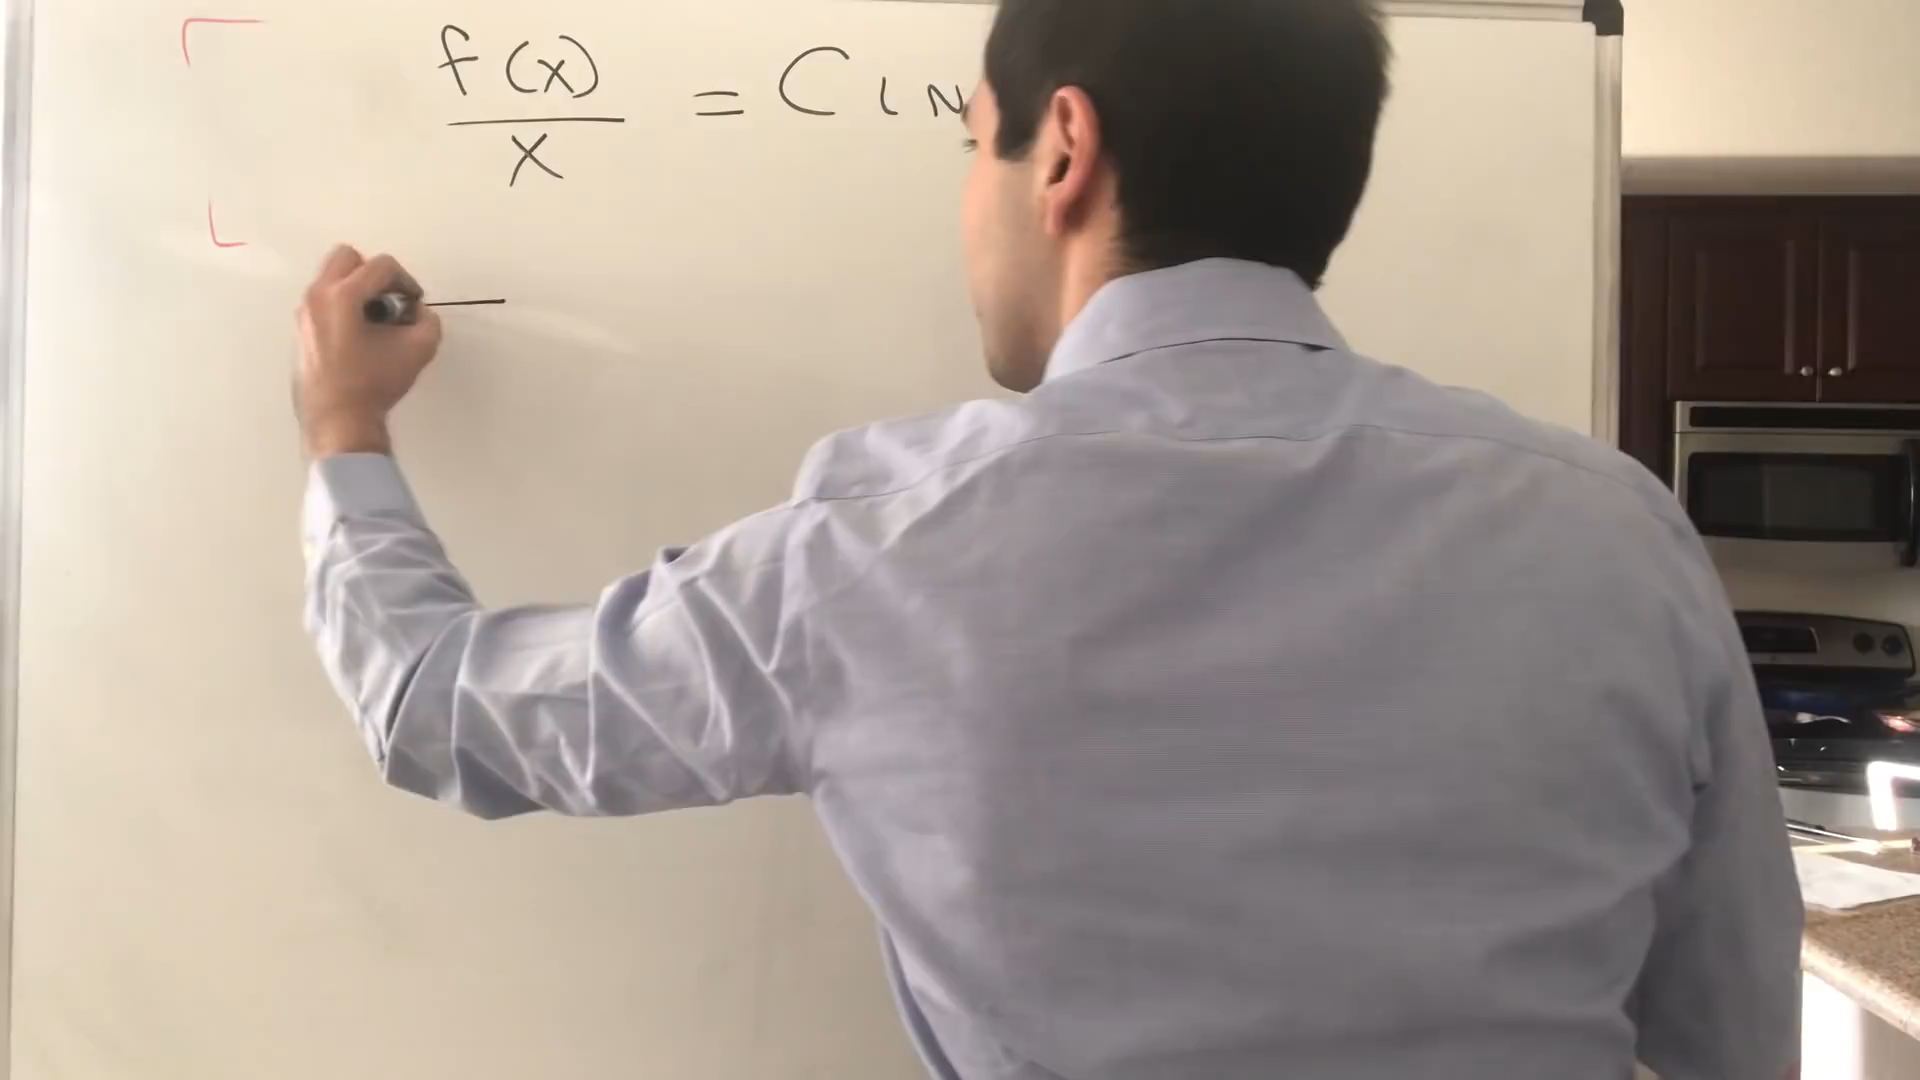 f(x)/x = C ln